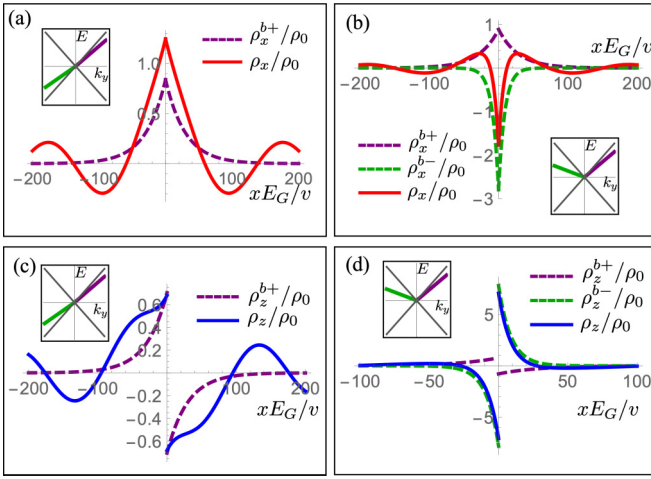 (a)
E
k_y
ρ_x^{b+}/ρ_0
ρ_x/ρ_0
1.0
0.5
-200
-100
100
200
xE_G/v
(b)
1
xE_G/v
-200
-100
100
200
-1
-2
-3
ρ_x^{b+}/ρ_0
ρ_x^{b-}/ρ_0
ρ_x/ρ_0
E
k_y
(c)
E
k_y
ρ_z^{b+}/ρ_0
ρ_z/ρ_0
0.6
0.4
0.2
-200
-100
100
200
-0.2
-0.4
-0.6
xE_G/v
(d)
E
k_y
ρ_z^{b+}/ρ_0
ρ_z^{b-}/ρ_0
ρ_z/ρ_0
5
-100
-50
50
100
-5
xE_G/v